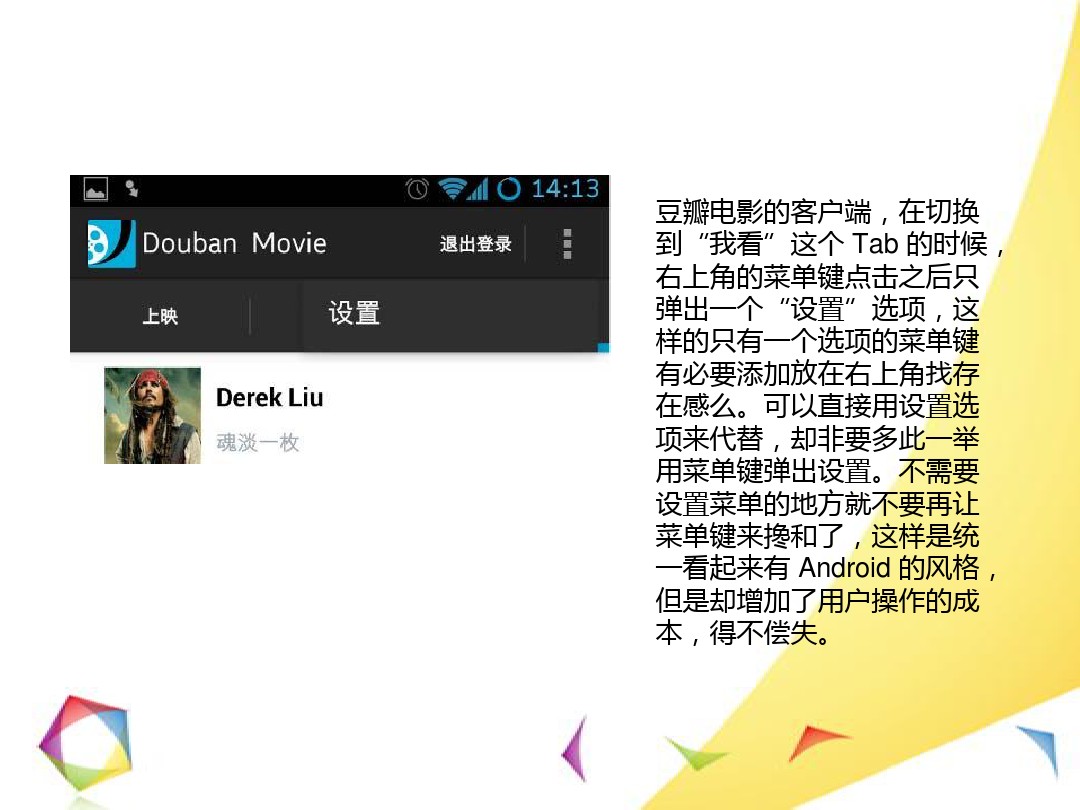 14:13
Douban Movie 退出登录
上映 设置
Derek Liu
魂淡一枚
豆瓣电影的客户端，在切换
到“我看”这个 Tab 的时候，
右上角的菜单键点击之后只
弹出一个“设置”选项，这
样的只有一个选项的菜单键
有必要添加放在右上角找存
在感么。可以直接用设置选
项来代替，却非要多此一举
用菜单键弹出设置。不需要
设置菜单的地方就不要再让
菜单键来搀和了，这样是统
一看起来有 Android 的风格，
但是却增加了用户操作的成
本，得不偿失。